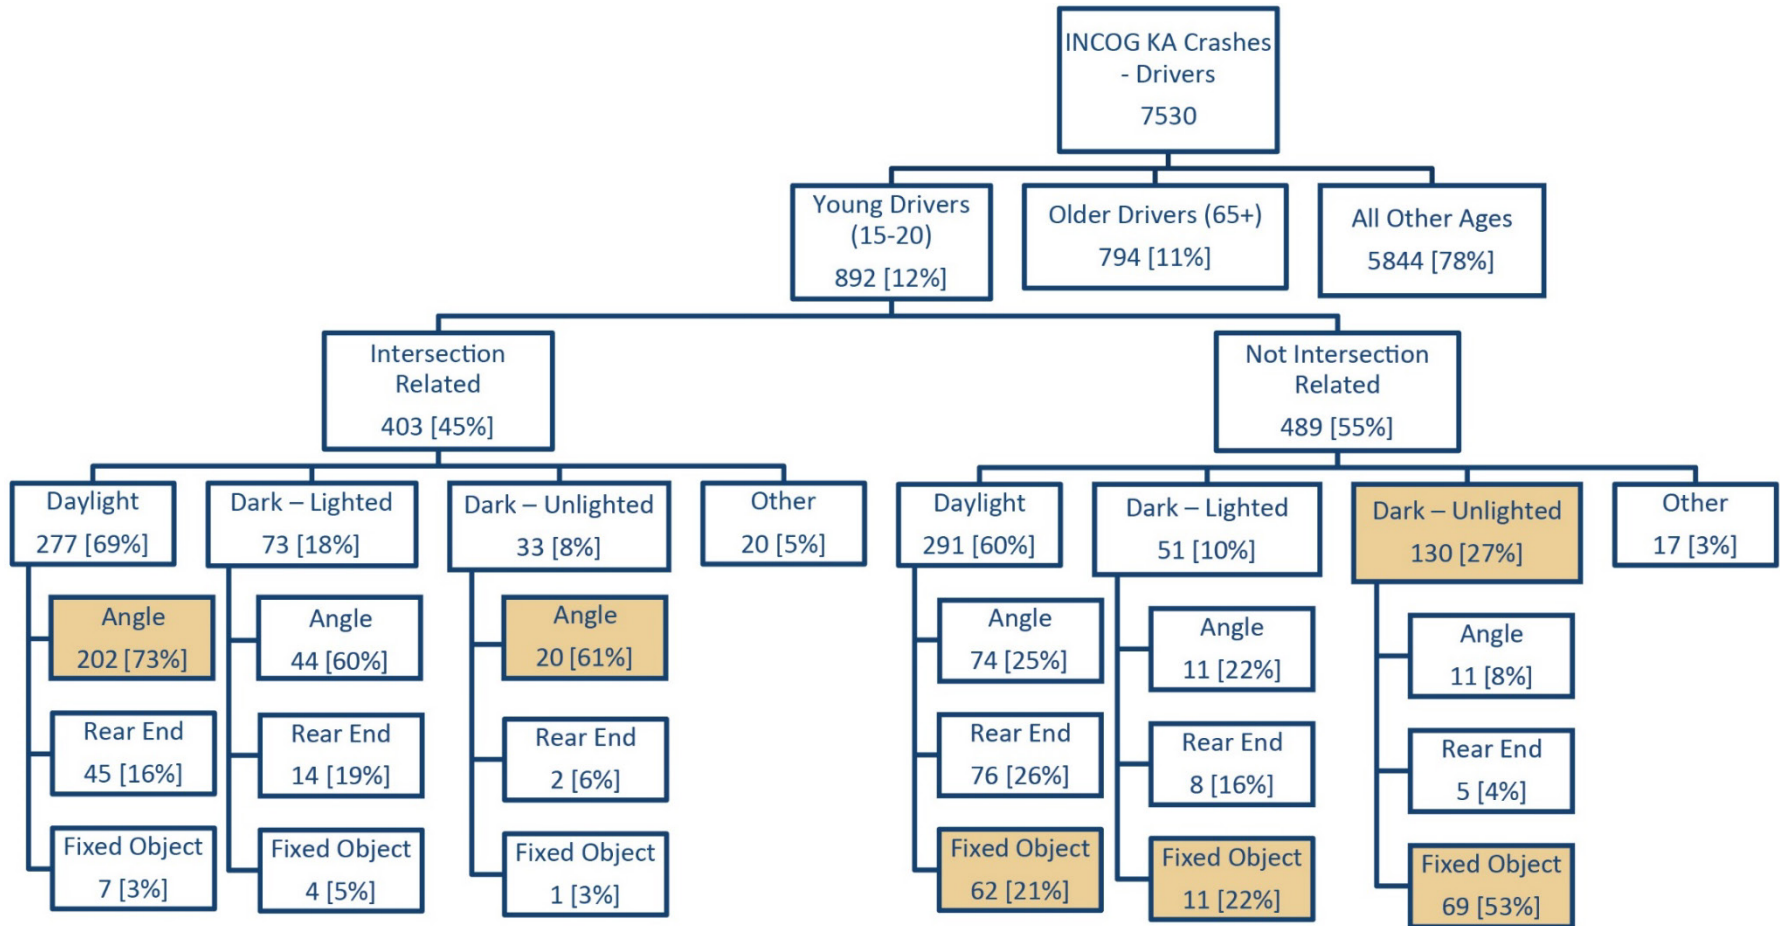 INCOG KA Crashes
- Drivers
7530
Young Drivers
(15-20)
892 [12%]
Older Drivers (65+)
794 [11%]
All Other Ages
5844 [78%]
Intersection
Related
403 [45%]
Not Intersection
Related
489 [55%]
Daylight
277 [69%]
Dark – Lighted
73 [18%]
Dark – Unlighted
33 [8%]
Other
20 [5%]
Daylight
291 [60%]
Dark – Lighted
51 [10%]
Dark – Unlighted
130 [27%]
Other
17 [3%]
Angle
202 [73%]
Rear End
45 [16%]
Fixed Object
7 [3%]
Angle
44 [60%]
Rear End
14 [19%]
Fixed Object
4 [5%]
Angle
20 [61%]
Rear End
2 [6%]
Fixed Object
1 [3%]
Angle
74 [25%]
Rear End
76 [26%]
Fixed Object
62 [21%]
Angle
11 [22%]
Rear End
8 [16%]
Fixed Object
11 [22%]
Angle
11 [8%]
Rear End
5 [4%]
Fixed Object
69 [53%]